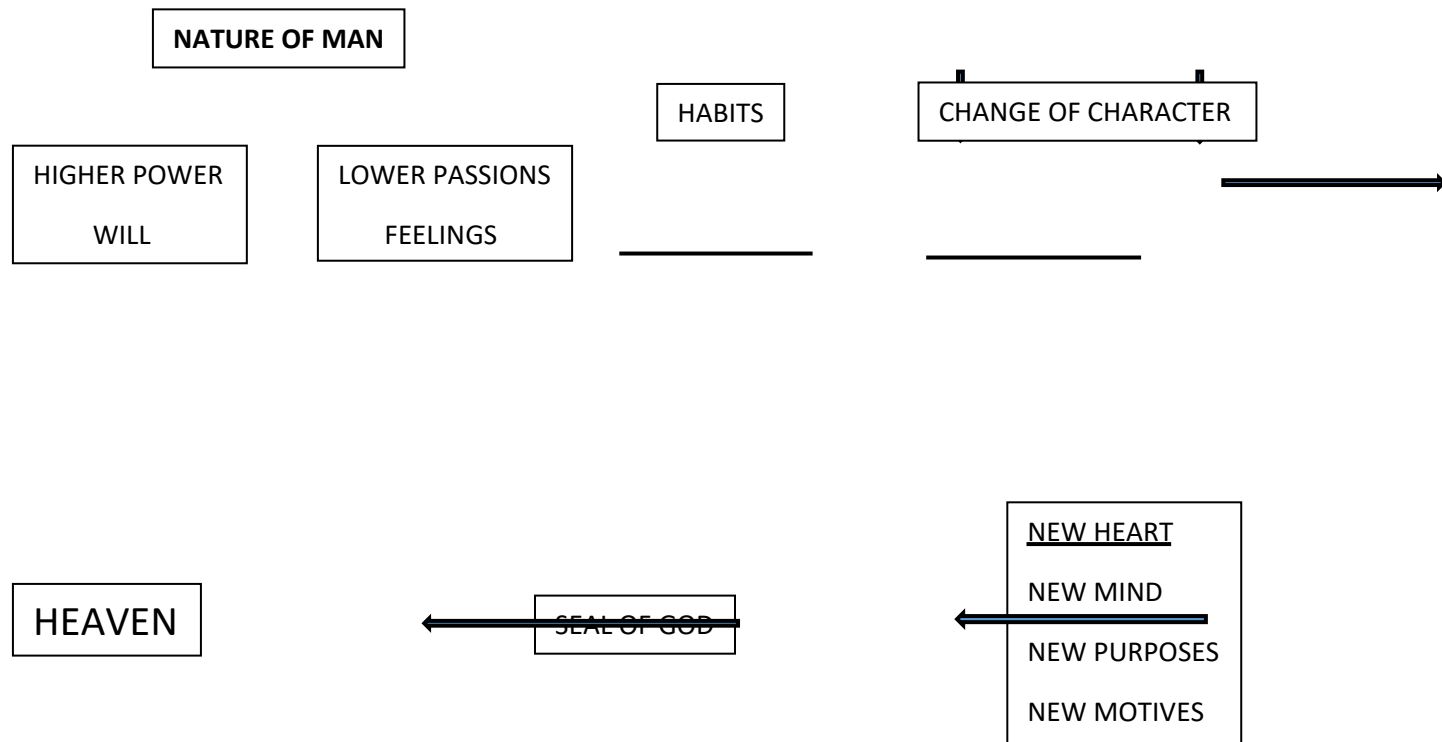 NATURE OF MAN
HABITS
CHANGE OF CHARACTER
HIGHER POWER
WILL
LOWER PASSIONS
FEELINGS
NEW HEART
NEW MIND
NEW PURPOSES
NEW MOTIVES
SEAL OF GOD
HEAVEN